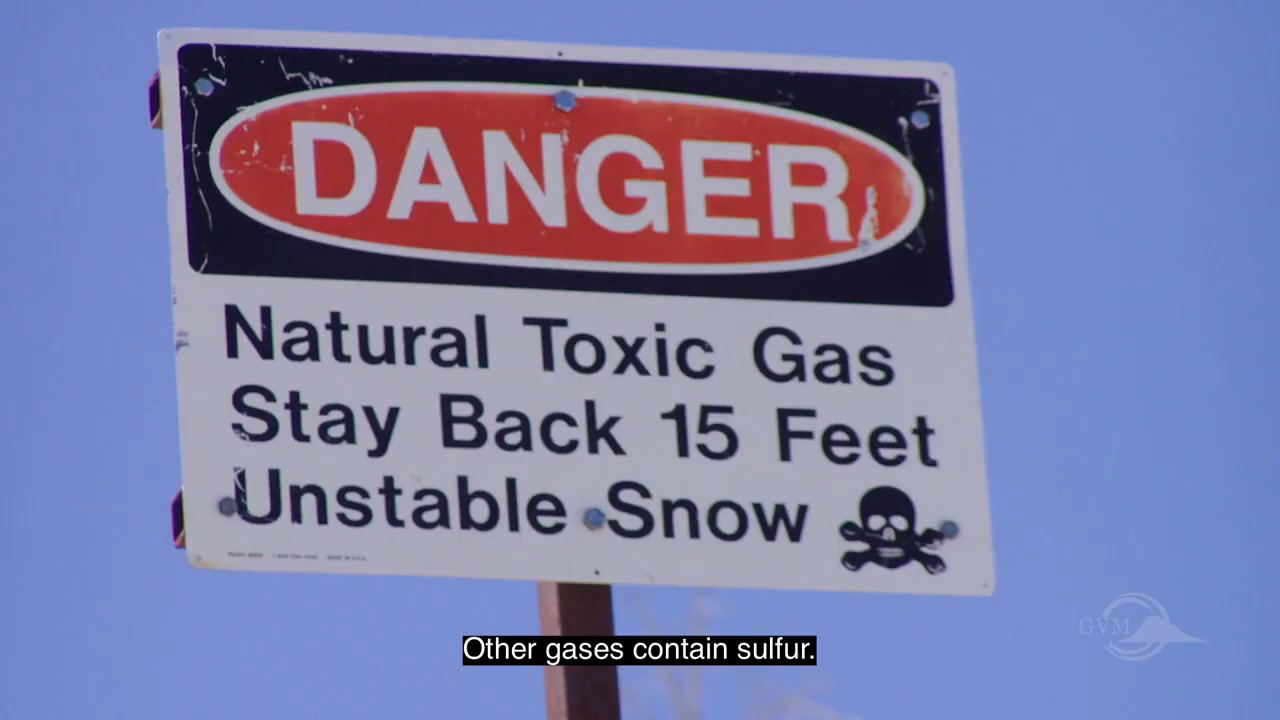 DANGER
Natural Toxic Gas
Stay Back 15 Feet
Unstable Snow
Other gases contain sulfur.
GVM